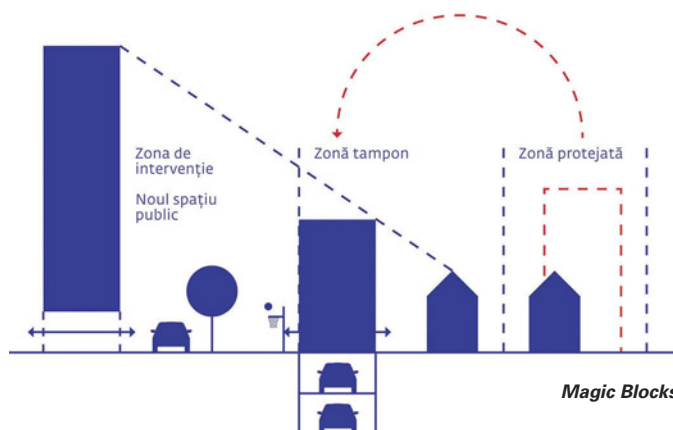 Zona de
intervenție
Noul spațiu
public
Zonă tampon
Zonă protejată
Magic Blocks